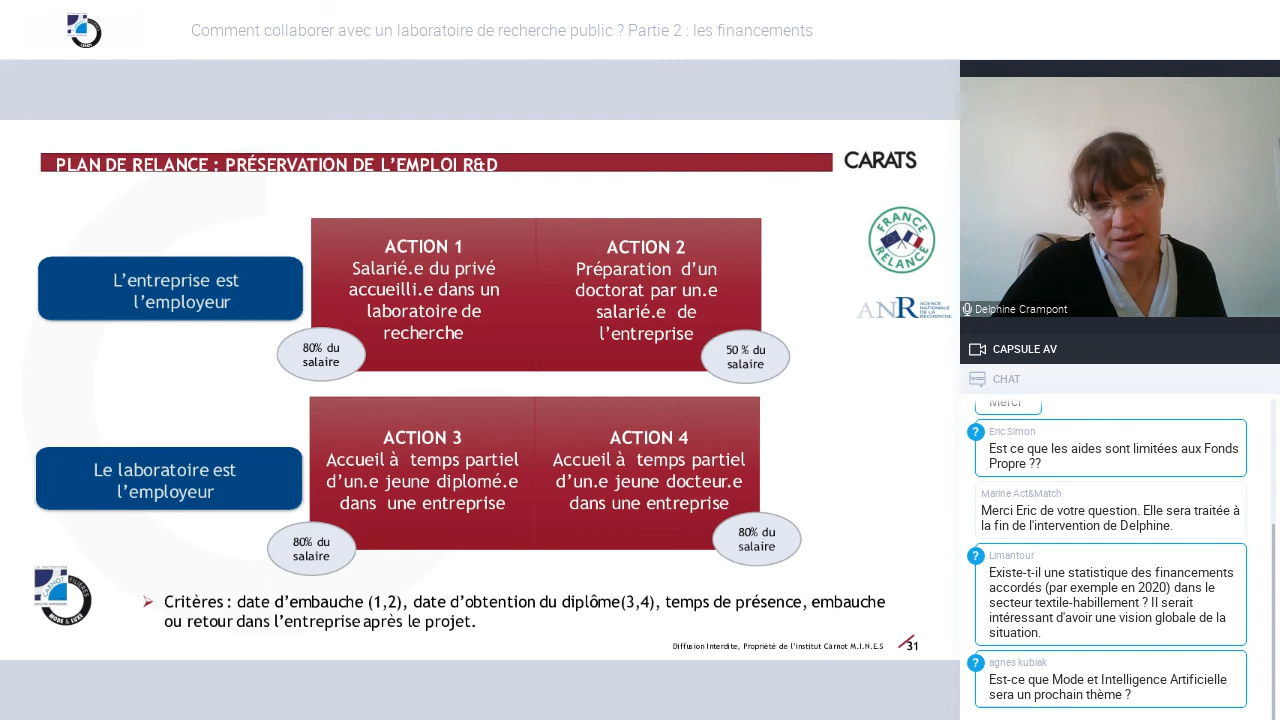 Comment collaborer avec un laboratoire de recherche public ? Partie 2 : les financements
PLAN DE RELANCE : PRÉSERVATION DE L'EMPLOI R&D
CARATS
FRANCE
RELANCE
ANR AGENCE
NATIONALE
DE LA
RECHERCHE
L'entreprise est
l'employeur
ACTION 1
Salarié.e du privé
accueilli.e dans un
laboratoire de
recherche
80% du
salaire
ACTION 2
Préparation d'un
doctorat par un.e
salarié.e de
l'entreprise
50 % du
salaire
Le laboratoire est
l'employeur
ACTION 3
Accueil à temps partiel
d'un.e jeune diplomé.e
dans une entreprise
80% du
salaire
ACTION 4
Accueil à temps partiel
d'un.e jeune docteur.e
dans une entreprise
80% du
salaire
CARNOT
FILIÈRES
MODE & LUXE
➢ Critères : date d'embauche (1,2), date d'obtention du diplôme(3,4), temps de présence, embauche
ou retour dans l'entreprise après le projet.
Diffusion Interdite, Propriété de l'institut Carnot M.I.N.E.S
31
Delphine Crampont
CAPSULE AV
CHAT
Merci
?
Eric Simon
Est ce que les aides sont limitées aux Fonds
Propre ??
Marine Act&Match
Merci Eric de votre question. Elle sera traitée à
la fin de l'intervention de Delphine.
?
Limantour
Existe-t-il une statistique des financements
accordés (par exemple en 2020) dans le
secteur textile-habillement ? Il serait
intéressant d'avoir une vision globale de la
situation.
?
agnes kubiak
Est-ce que Mode et Intelligence Artificielle
sera un prochain thème ?